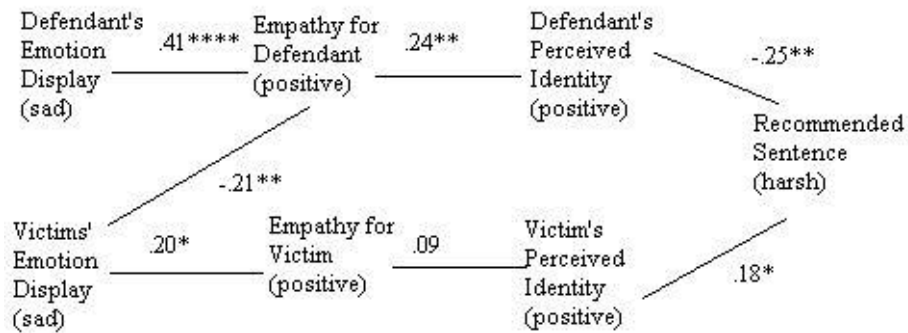 Defendant's
Emotion
Display
(sad)
.41****
Empathy for
Defendant
(positive)
.24**
Defendant's
Perceived
Identity
(positive)
-.25**
Recommended
Sentence
(harsh)
-.21**
Victims'
Emotion
Display
(sad)
.20*
Empathy for
Victim
(positive)
.09
Victim's
Perceived
Identity
(positive)
.18*